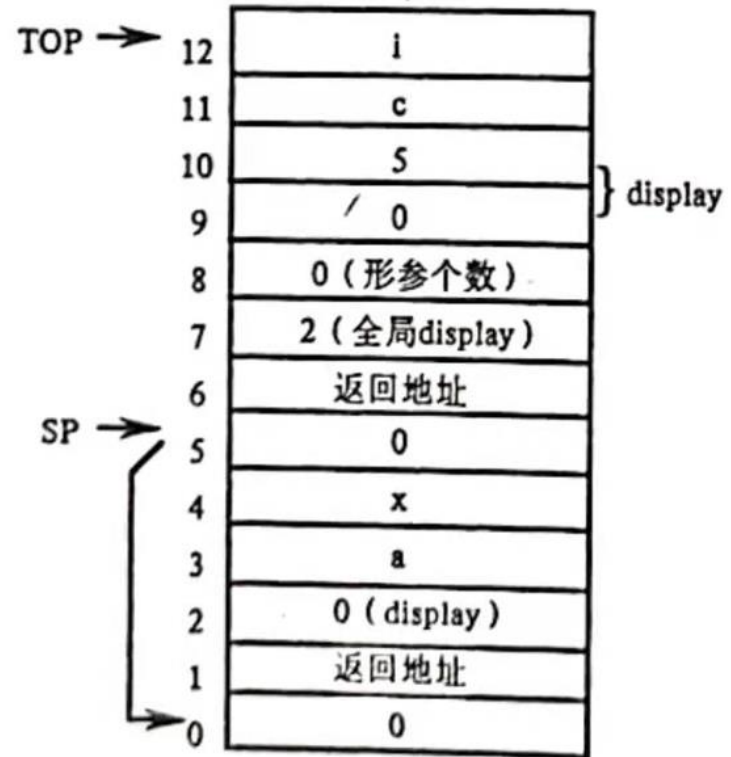 TOP 12 i
11 c
10 5
display
9 0
8 0（形参个数）
7 2（全局display）
6 返回地址
SP 5 0
4 x
3 a
2 0（display）
1 返回地址
0 0